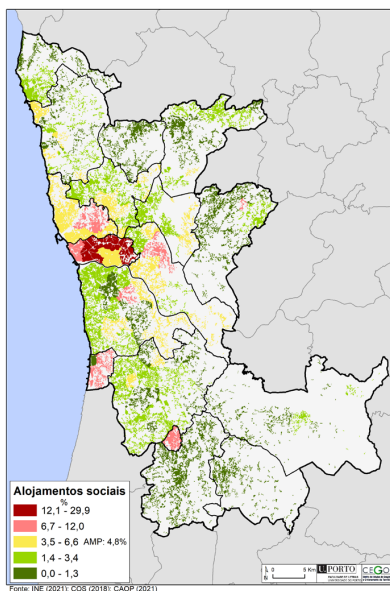 Alojamentos sociais
%
12,1 - 29,9
6,7 - 12,0
3,5 - 6,6 AMP: 4,8%
1,4 - 3,4
0,0 - 1,3
0 5 Km
U.PORTO
CEGO
Fonte: INE (2021); COS (2018); CAOP (2021)